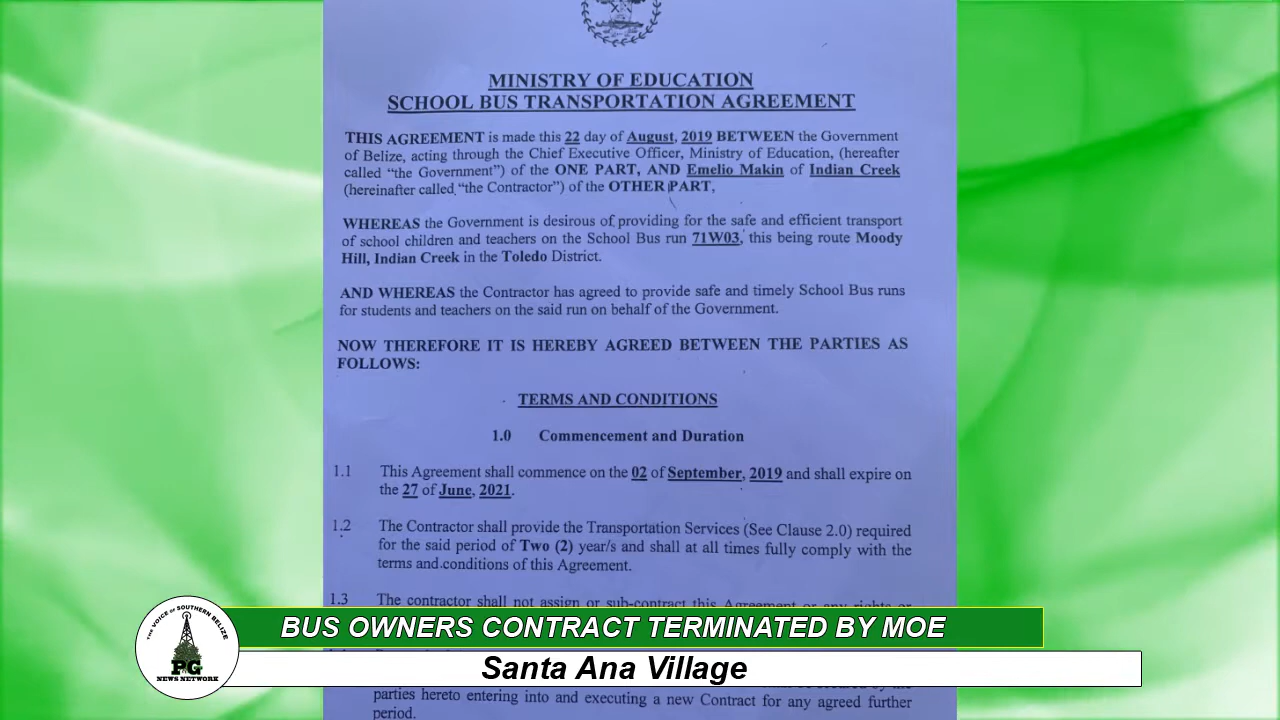 MINISTRY OF EDUCATION
SCHOOL BUS TRANSPORTATION AGREEMENT
THIS AGREEMENT is made this 22 day of August, 2019 BETWEEN the Government
of Belize, acting through the Chief Executive Officer, Ministry of Education, (hereafter
called "the Government") of the ONE PART, AND Emelio Makin of Indian Creek
(hereinafter called "the Contractor") of the OTHER PART,
WHEREAS the Government is desirous of providing for the safe and efficient transport
of school children and teachers on the School Bus run 71W03, this being route Moody
Hill, Indian Creek in the Toledo District.
AND WHEREAS the Contractor has agreed to provide safe and timely School Bus runs
for students and teachers on the said run on behalf of the Government.
NOW THEREFORE IT IS HEREBY AGREED BETWEEN THE PARTIES AS
FOLLOWS:
TERMS AND CONDITIONS
1.0 Commencement and Duration
1.1 This Agreement shall commence on the 02 of September, 2019 and shall expire on
the 27 of June, 2021.
1.2 The Contractor shall provide the Transportation Services (See Clause 2.0) required
for the said period of Two (2) year/s and shall at all times fully comply with the
terms and conditions of this Agreement.
1.3 The contractor shall not assign or sub-contract this Agreement or any rights or
BUS OWNERS CONTRACT TERMINATED BY MOE
Santa Ana Village
THE VOICE OF SOUTHERN BELIZE
PG
NEWS NETWORK
parties hereto entering into and executing a new Contract for any agreed further
period.